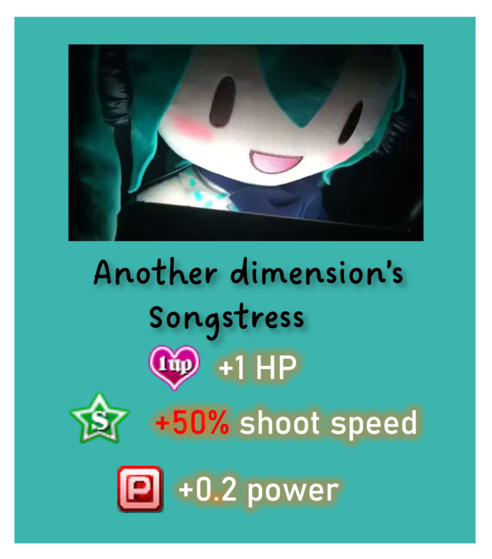 Another dimension's
Songstress
1up +1 HP
S +50% shoot speed
P +0.2 power